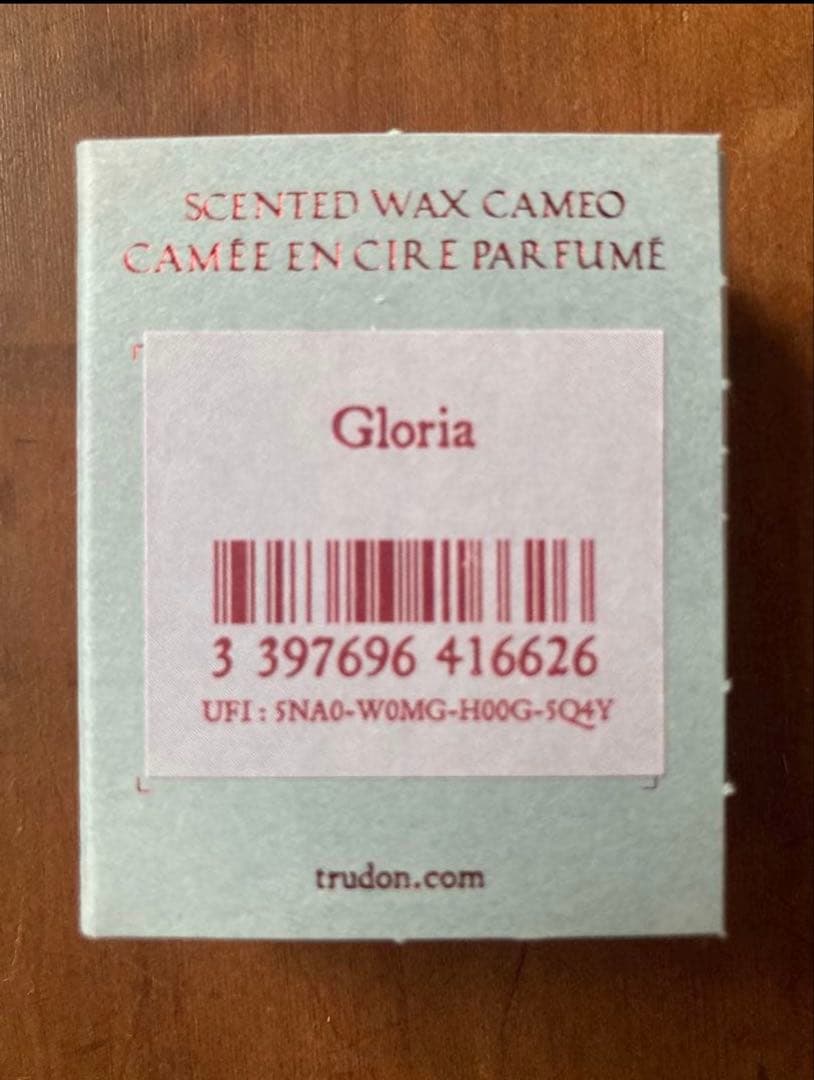 SCENTED WAX CAMEO
CAMÉE EN CIRE PARFUMÉ
Gloria
3 397696 416626
UFI : 5NA0-W0MG-H00G-5Q4Y
trudon.com